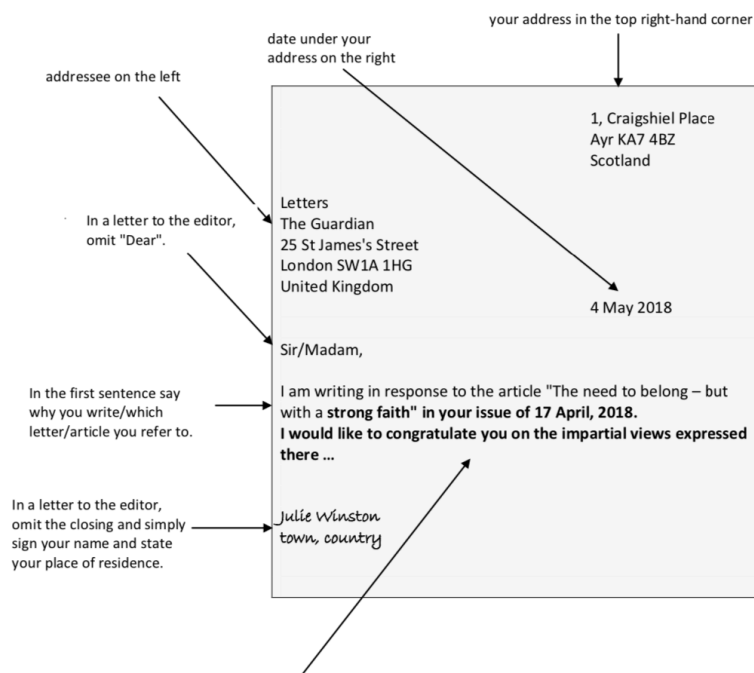 your address in the top right-hand corner
date under your
address on the right
addressee on the left
1, Craigshiel Place
Ayr KA7 4BZ
Scotland
Letters
The Guardian
25 St James's Street
London SW1A 1HG
United Kingdom
In a letter to the editor,
omit "Dear".
4 May 2018
Sir/Madam,
In the first sentence say
why you write/which
letter/article you refer to.
I am writing in response to the article "The need to belong – but
with a strong faith" in your issue of 17 April, 2018.
I would like to congratulate you on the impartial views expressed
there ...
In a letter to the editor,
omit the closing and simply
sign your name and state
your place of residence.
Julie Winston
town, country